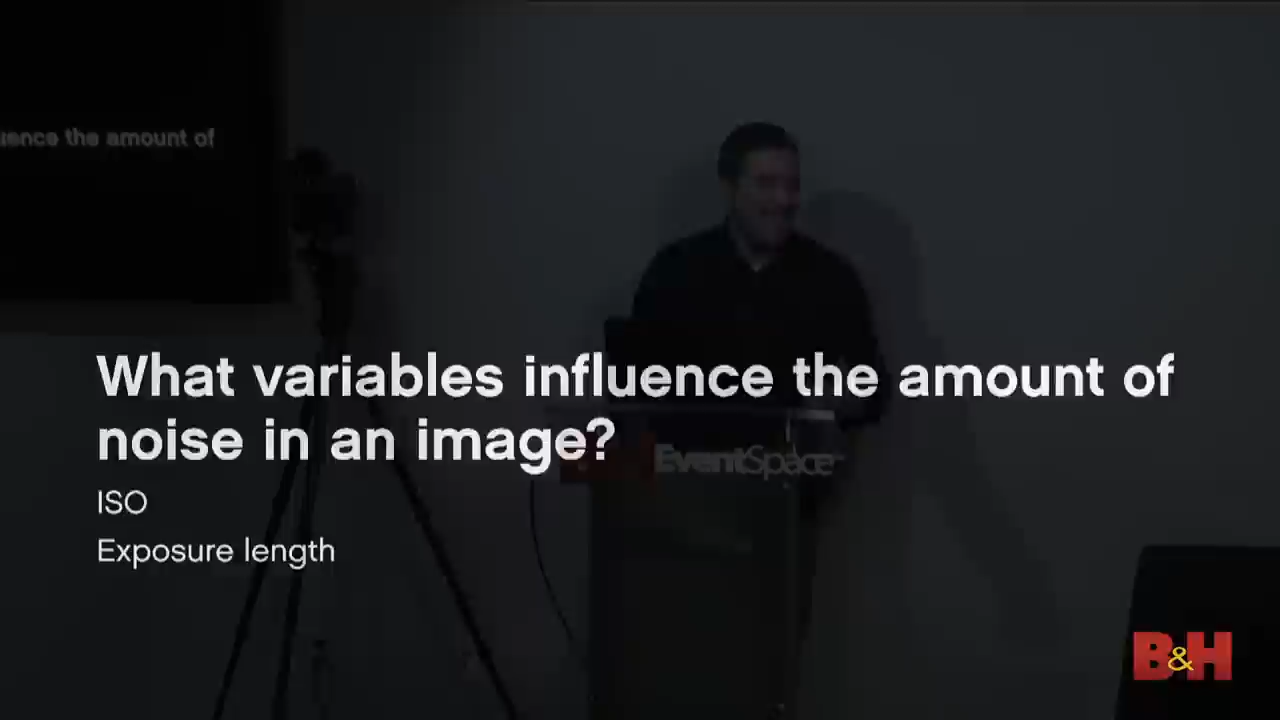 uence the amount of
What variables influence the amount of
noise in an image?
EventSpace
ISO
Exposure length
B&H